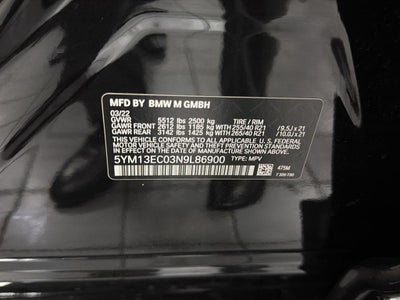 MFD BY BMW M GMBH
03/22
GVWR 5512 lbs 2500 kg TIRE / RIM
GAWR FRONT 2612 lbs 1185 kg WITH 255/40 R21 / 9.5J x 21
GAWR REAR 3142 lbs 1425 kg WITH 265/40 R21 / 10.0J x 21
THIS VEHICLE CONFORMS TO ALL APPLICABLE U.S. FEDERAL
MOTOR VEHICLE SAFETY AND THEFT PREVENTION STANDARDS
IN EFFECT ON THE DATE OF MANUFACTURE SHOWN ABOVE.
5YM13EC03N9L86900 TYPE: MPV
475M